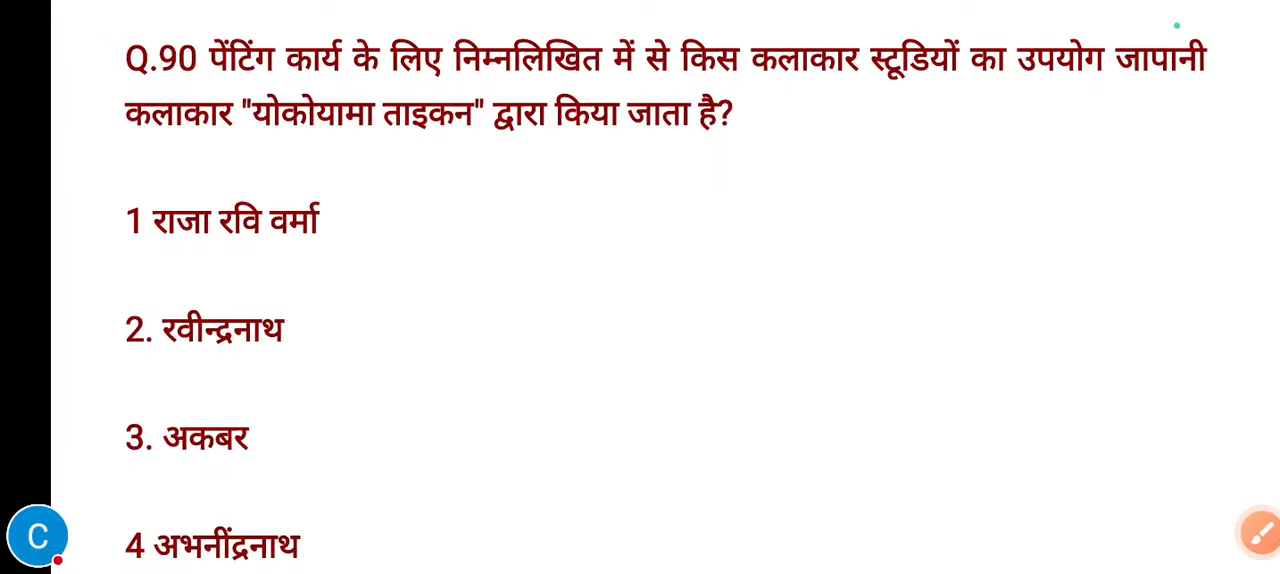 Q.90 पेंटिंग कार्य के लिए निम्नलिखित में से किस कलाकार स्टूडियों का उपयोग जापानी
कलाकार "योकोयामा ताइकन" द्वारा किया जाता है?
1 राजा रवि वर्मा
2. रवीन्द्रनाथ
3. अकबर
4 अभनींद्रनाथ
C